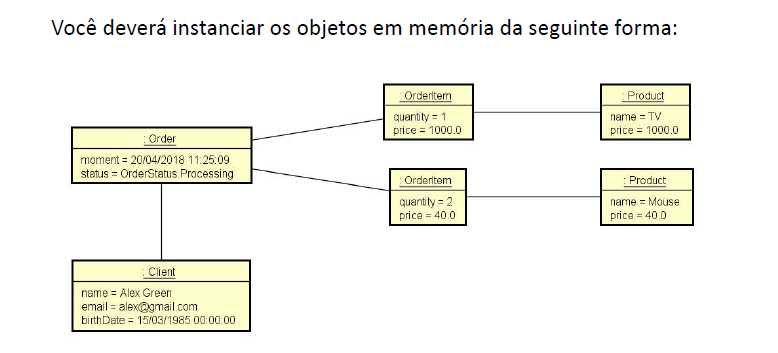 Você deverá instanciar os objetos em memória da seguinte forma:
: Order
moment = 20/04/2018 11:25:09
status = OrderStatus.Processing
: OrderItem
quantity = 1
price = 1000.0
: Product
name = TV
price = 1000.0
: OrderItem
quantity = 2
price = 40.0
: Product
name = Mouse
price = 40.0
: Client
name = Alex Green
email = alex@gmail.com
birthDate = 15/03/1985 00:00:00